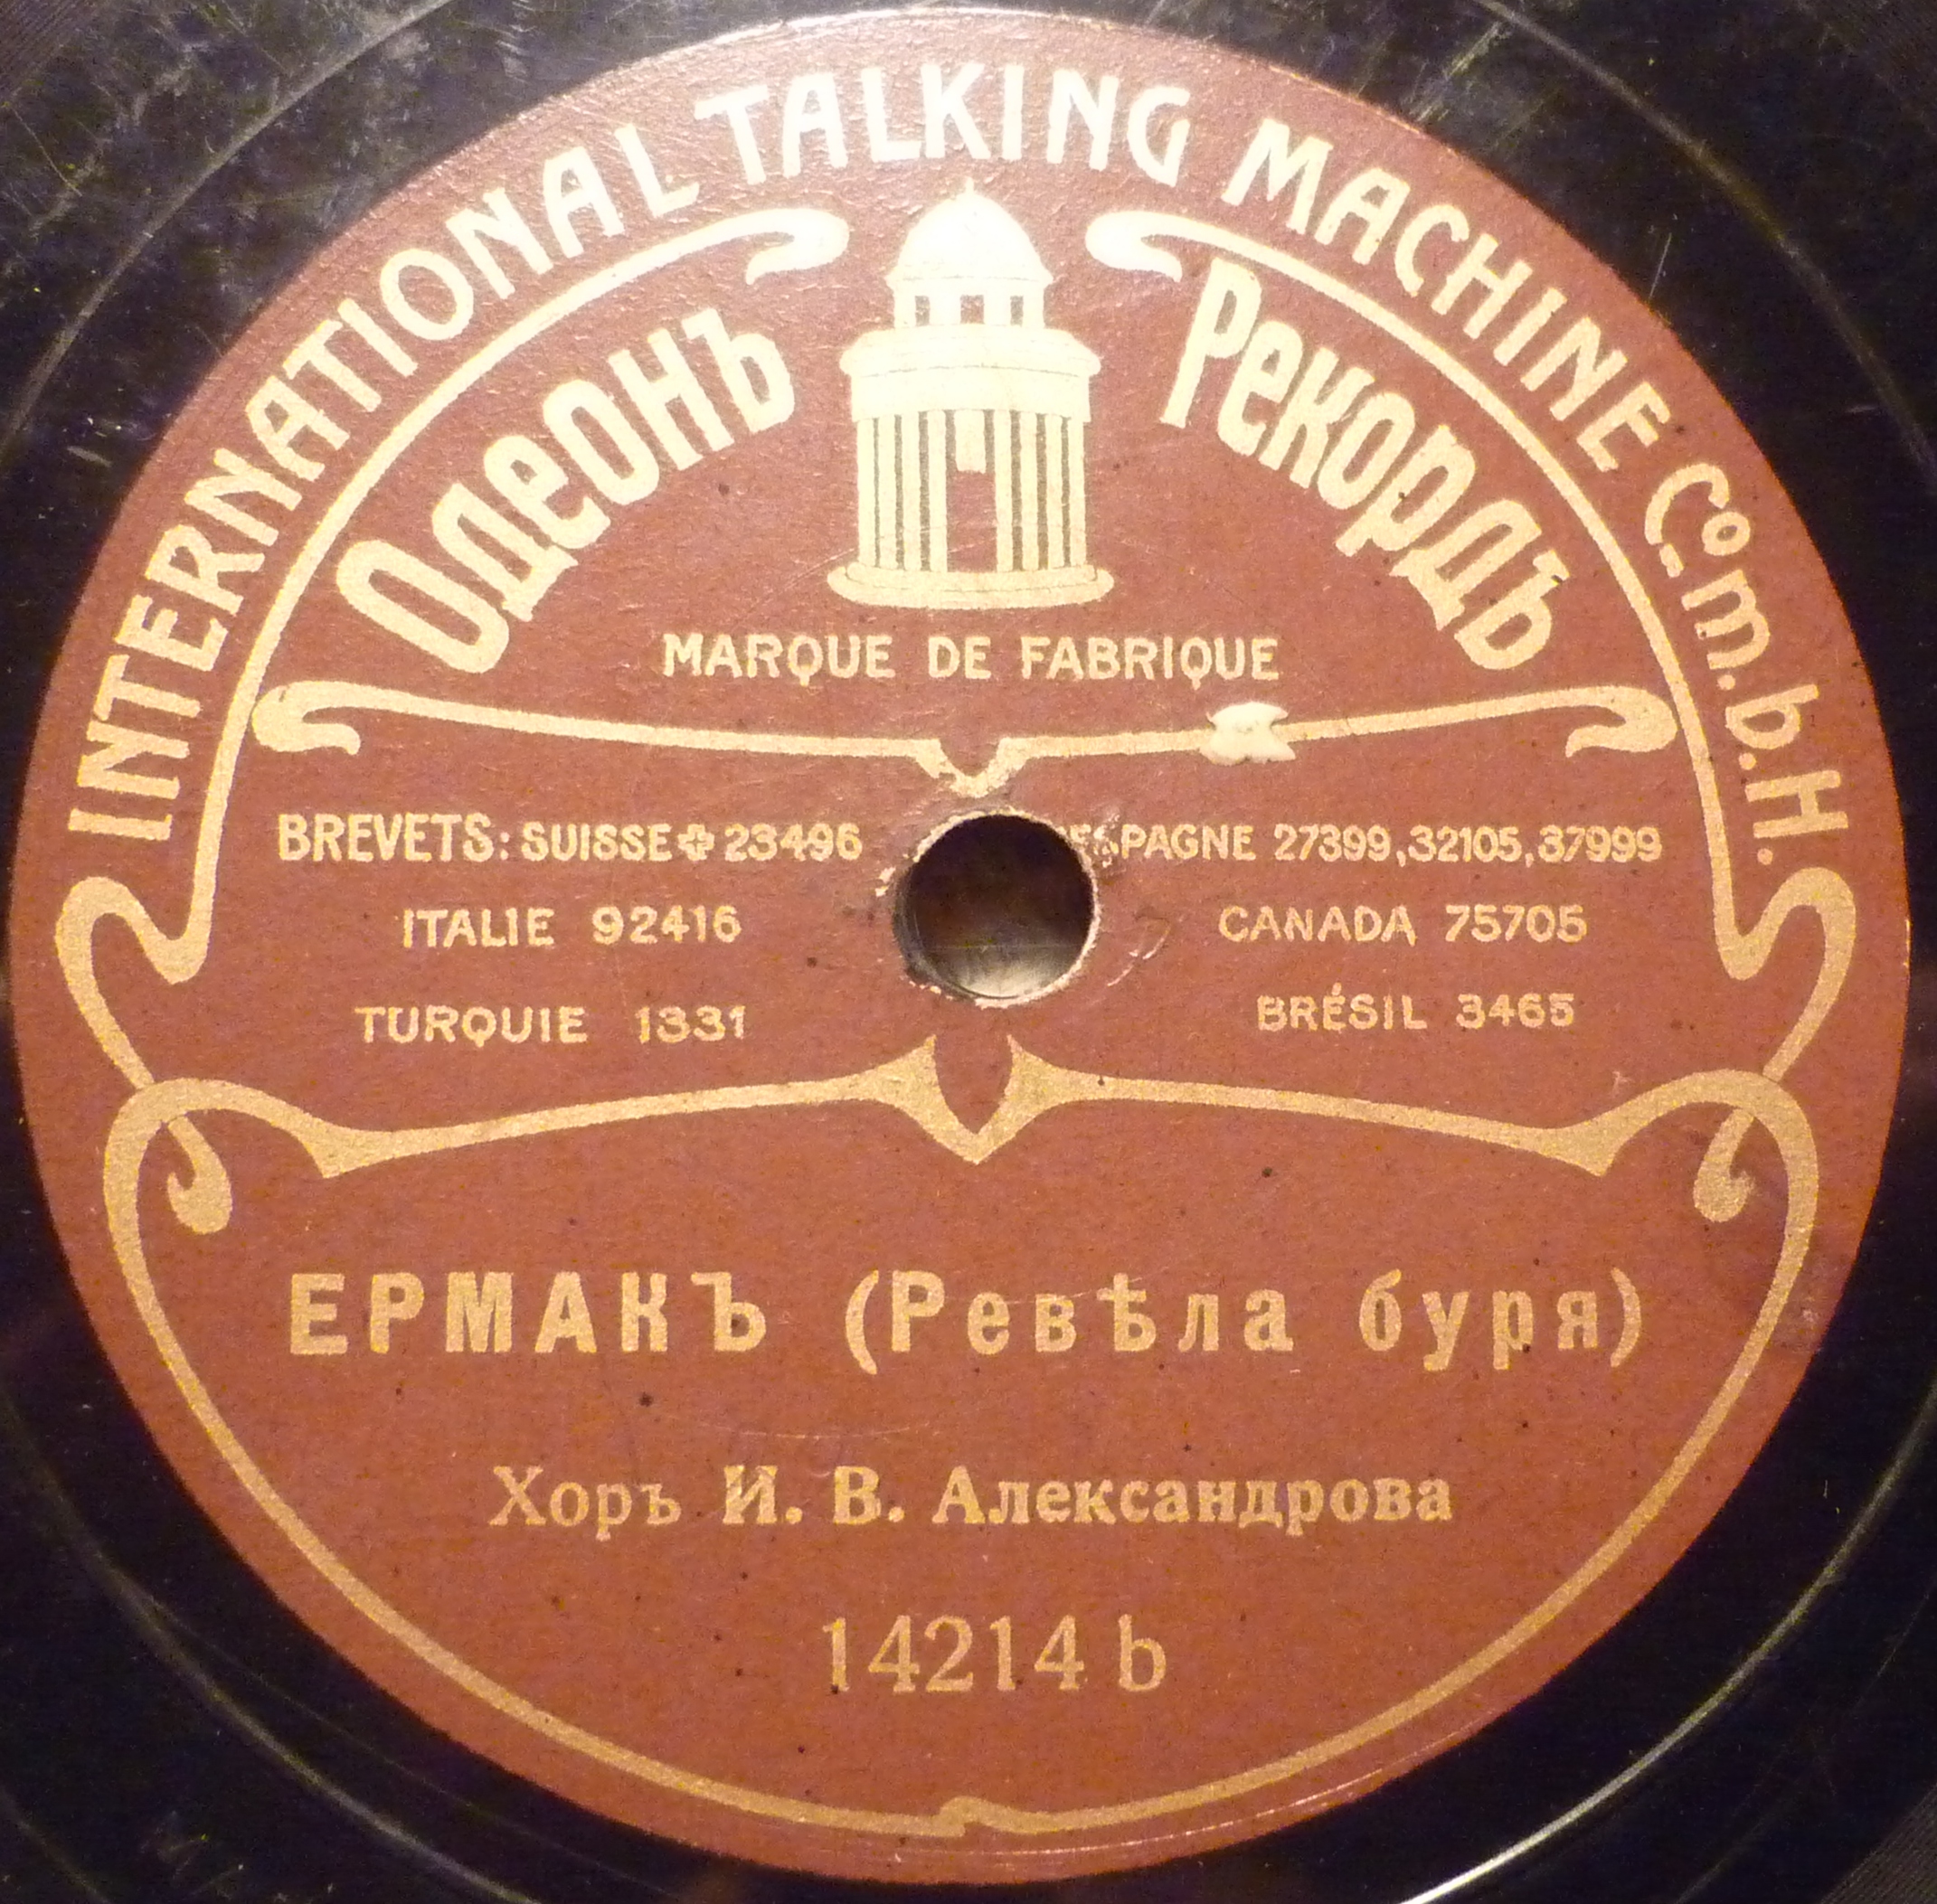 INTERNATIONAL TALKING MACHINE Co m.b.H.
Одеонъ Рекордъ
MARQUE DE FABRIQUE
BREVETS: SUISSE ✚ 23496 ESPAGNE 27399,32105,37999
ITALIE 92416 CANADA 75705
TURQUIE 1331 BRÉSIL 3465
ЕРМАКЪ (Ревѣла буря)
Хоръ И. В. Александрова
14214 b